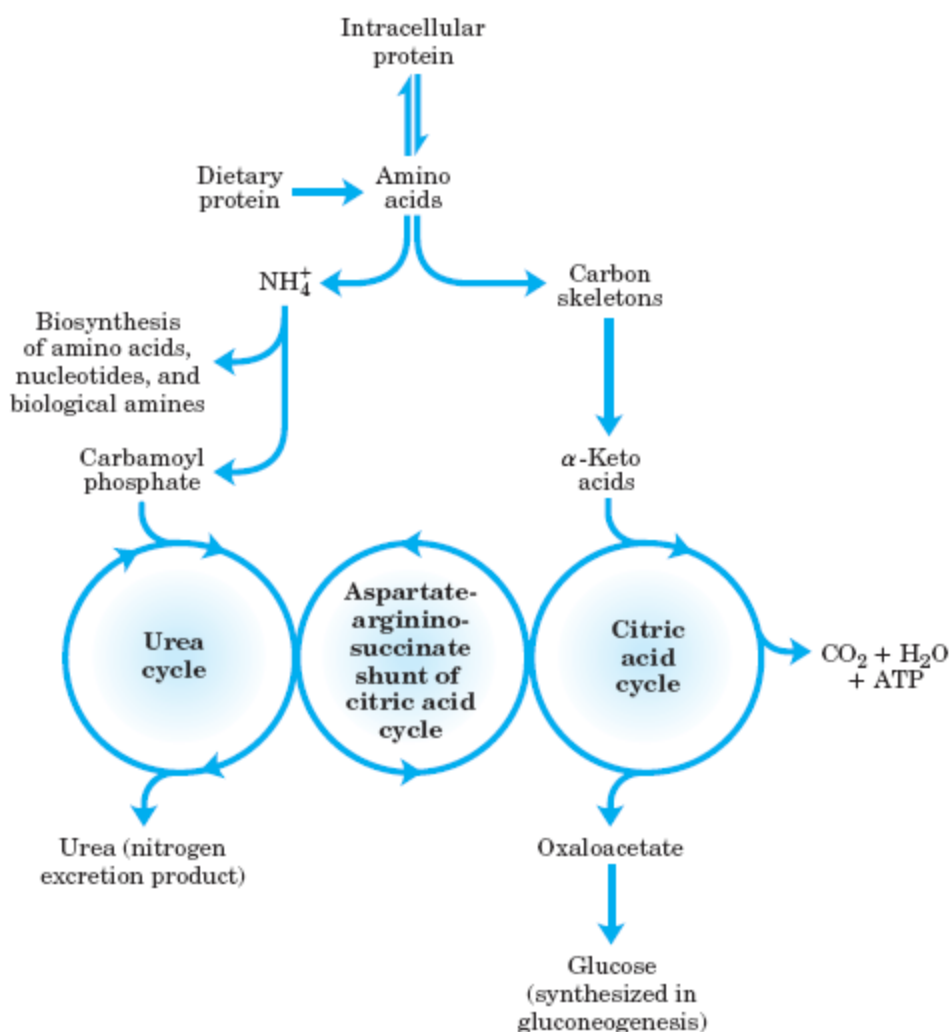 Intracellular
protein
Dietary
protein
Amino
acids
NH₄⁺
Carbon
skeletons
Biosynthesis
of amino acids,
nucleotides, and
biological amines
Carbamoyl
phosphate
α-Keto
acids
Urea
cycle
Aspartate-
arginino-
succinate
shunt of
citric acid
cycle
Citric
acid
cycle
CO₂ + H₂O
+ ATP
Urea (nitrogen
excretion product)
Oxaloacetate
Glucose
(synthesized in
gluconeogenesis)